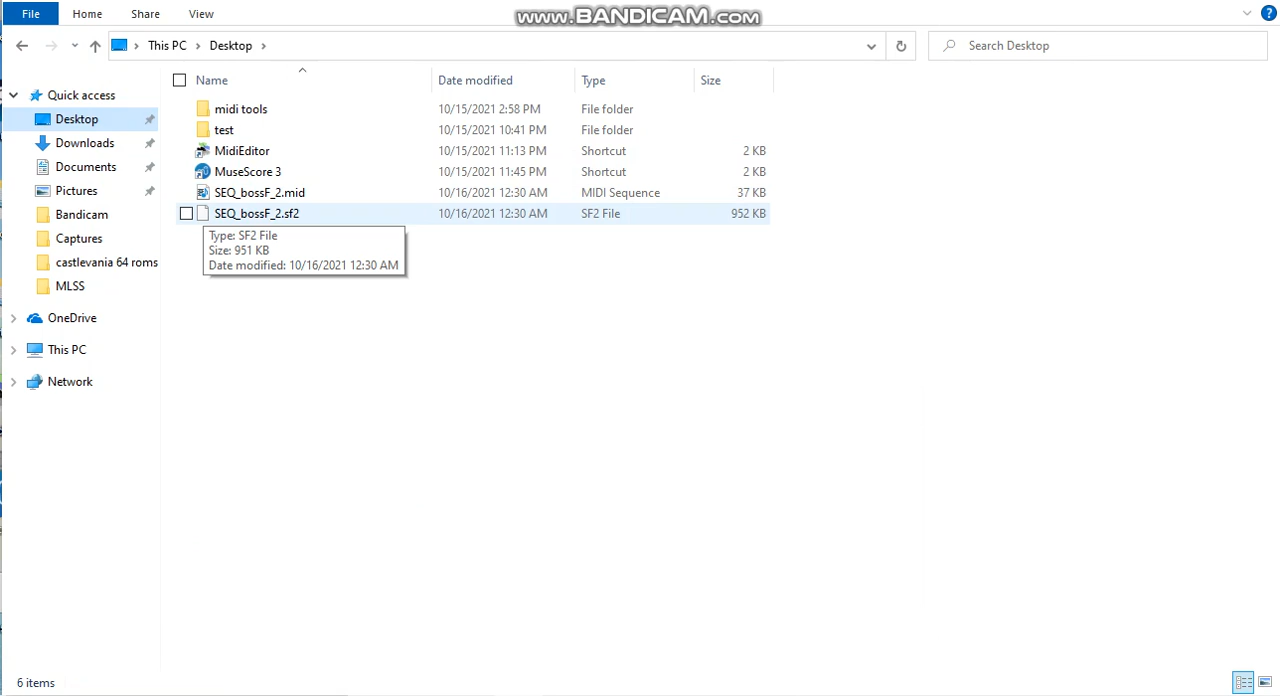 File Home Share View
www.BANDICAM.com
This PC Desktop
Search Desktop
Name Date modified Type Size
Quick access
Desktop
Downloads
Documents
Pictures
Bandicam
Captures
castlevania 64 roms
MLSS
OneDrive
This PC
Network
midi tools 10/15/2021 2:58 PM File folder
test 10/15/2021 10:41 PM File folder
MidiEditor 10/15/2021 11:13 PM Shortcut 2 KB
MuseScore 3 10/15/2021 11:45 PM Shortcut 2 KB
SEQ_bossF_2.mid 10/16/2021 12:30 AM MIDI Sequence 37 KB
SEQ_bossF_2.sf2 10/16/2021 12:30 AM SF2 File 952 KB
Type: SF2 File
Size: 951 KB
Date modified: 10/16/2021 12:30 AM
6 items